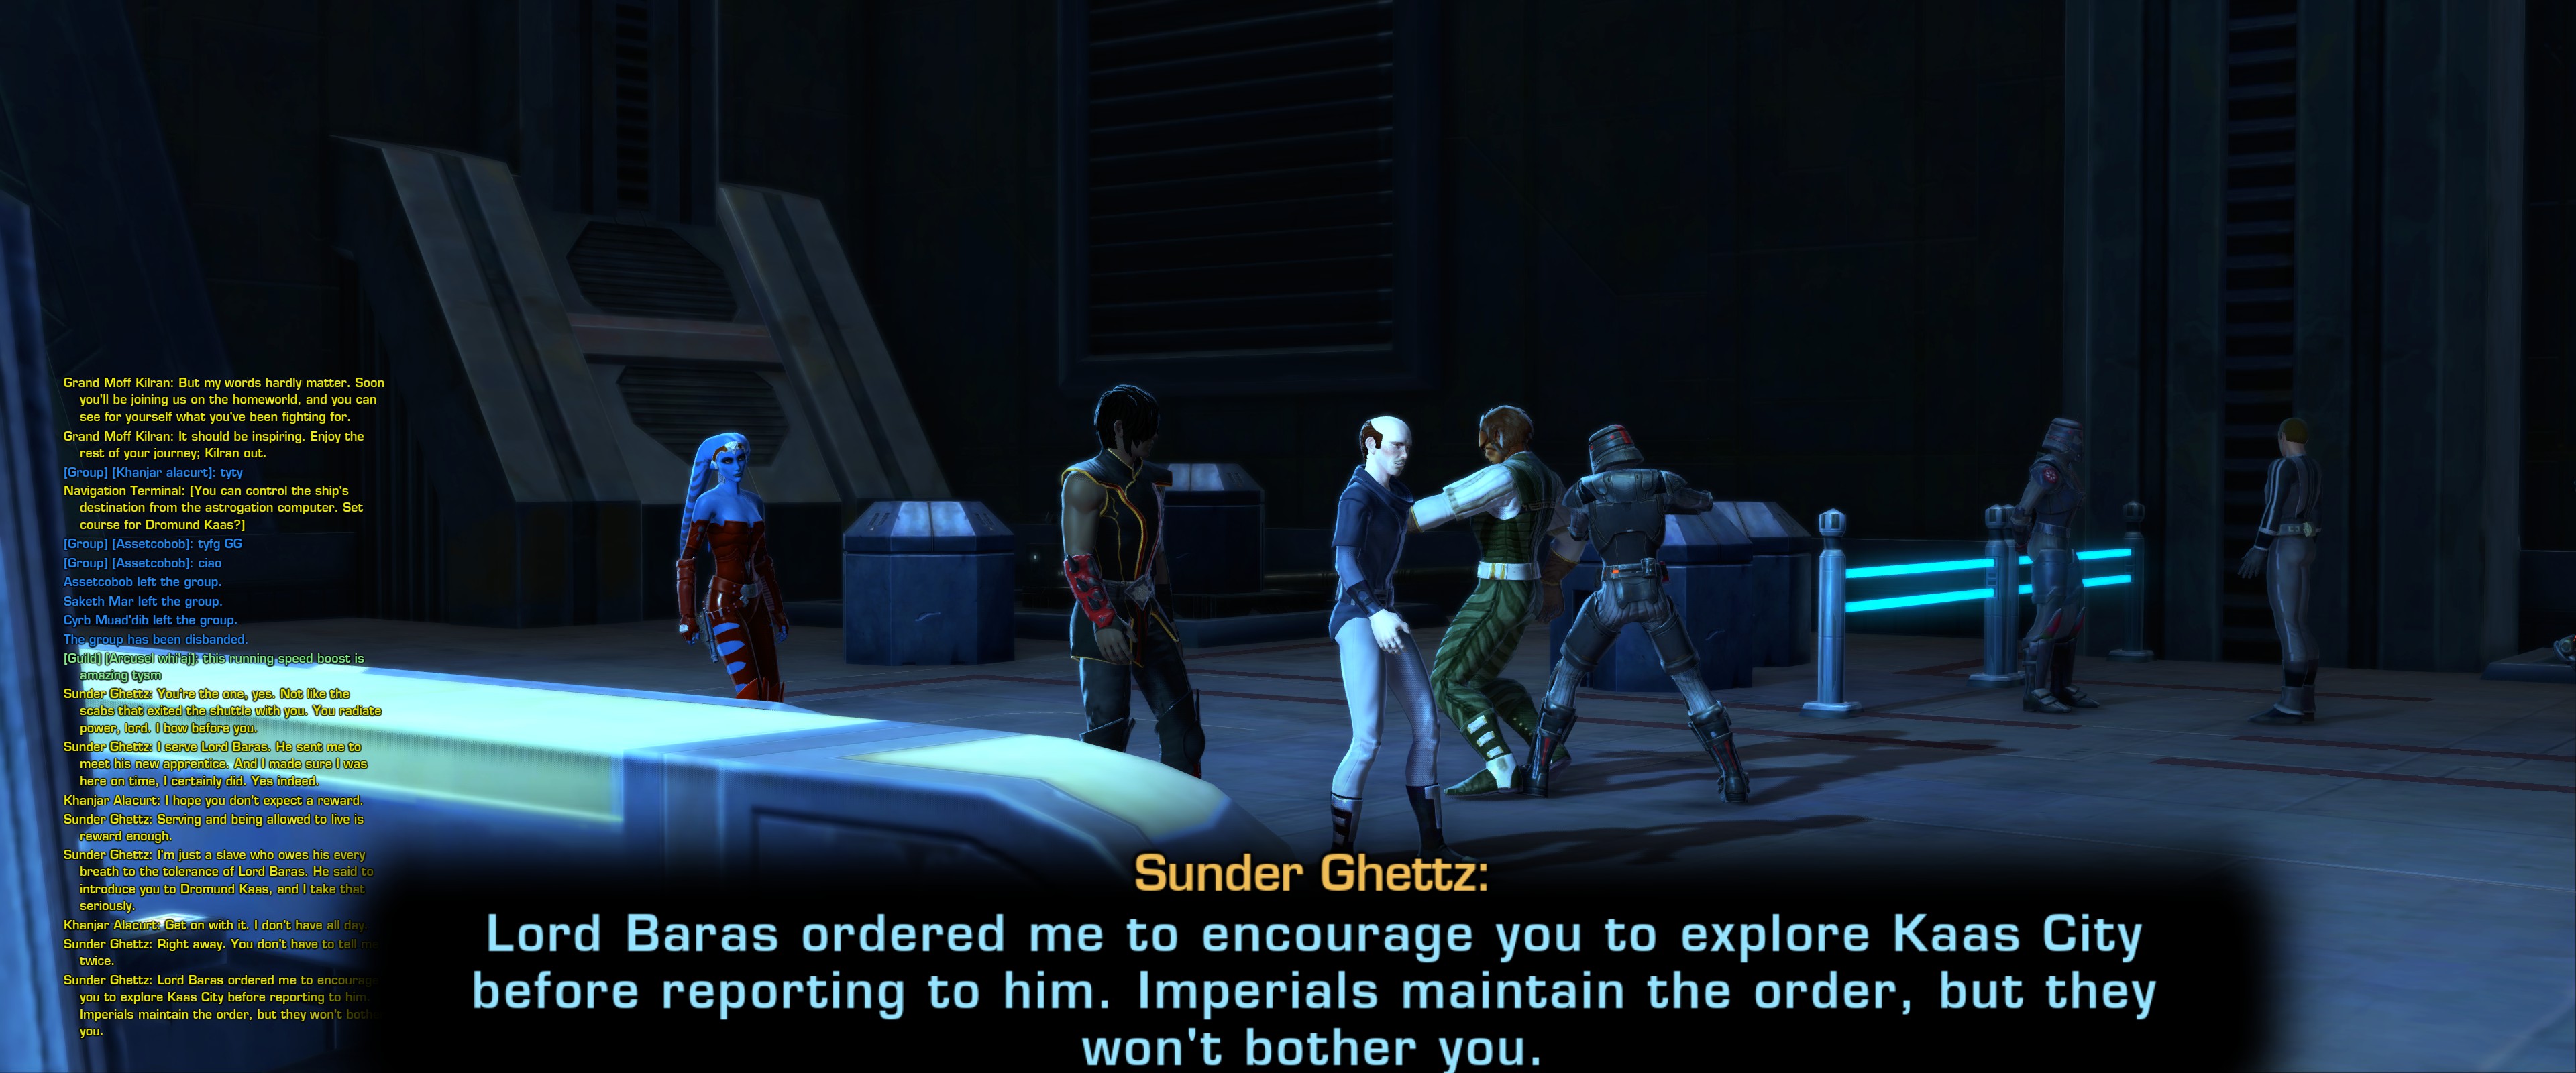 Grand Moff Kilran: But my words hardly matter. Soon
you'll be joining us on the homeworld, and you can
see for yourself what you've been fighting for.
Grand Moff Kilran: It should be inspiring. Enjoy the
rest of your journey; Kilran out.
[Group] [Khanjar alacurt]: tyty
Navigation Terminal: [You can control the ship's
destination from the astrogation computer. Set
course for Dromund Kaas?]
[Group] [Assetcobob]: tyfg GG
[Group] [Assetcobob]: ciao
Assetcobob left the group.
Saketh Mar left the group.
Cyrb Muad'dib left the group.
The group has been disbanded.
[Guild] [Arcusel whi'aj]: this running speed boost is
amazing tysm
Sunder Ghettz: You're the one, yes. Not like the
scabs that exited the shuttle with you. You radiate
power, lord. I bow before you.
Sunder Ghettz: I serve Lord Baras. He sent me to
meet his new apprentice. And I made sure I was
here on time, I certainly did. Yes indeed.
Khanjar Alacurt: I hope you don't expect a reward.
Sunder Ghettz: Serving and being allowed to live is
reward enough.
Sunder Ghettz: I'm just a slave who owes his every
breath to the tolerance of Lord Baras. He said to
introduce you to Dromund Kaas, and I take that
seriously.
Khanjar Alacurt: Get on with it. I don't have all day.
Sunder Ghettz: Right away. You don't have to tell me
twice.
Sunder Ghettz: Lord Baras ordered me to encourage
you to explore Kaas City before reporting to him.
Imperials maintain the order, but they won't bother
you.
Sunder Ghettz:
Lord Baras ordered me to encourage you to explore Kaas City
before reporting to him. Imperials maintain the order, but they
won't bother you.